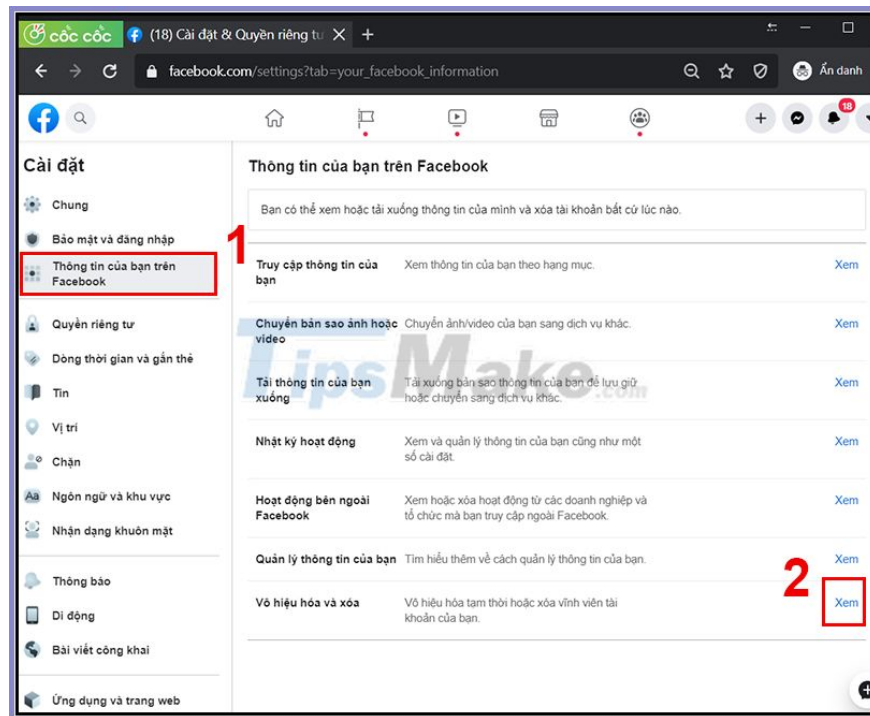 cốc cốc
(18) Cài đặt & Quyền riêng tư
facebook.com/settings?tab=your_facebook_information
Ẩn danh
18
Cài đặt
Chung
Bảo mật và đăng nhập
Thông tin của bạn trên
Facebook
Quyền riêng tư
Dòng thời gian và gắn thẻ
Tin
Vị trí
Chặn
Aa
Ngôn ngữ và khu vực
Nhận dạng khuôn mặt
Thông báo
Di động
Bài viết công khai
Ứng dụng và trang web
1
Thông tin của bạn trên Facebook
Bạn có thể xem hoặc tải xuống thông tin của mình và xóa tài khoản bất cứ lúc nào.
Truy cập thông tin của
bạn
Xem thông tin của bạn theo hạng mục.
Xem
Chuyển bản sao ảnh hoặc
video
Chuyển ảnh/video của bạn sang dịch vụ khác.
Xem
TipsMake.com
Tải thông tin của bạn
xuống
Tải xuống bản sao thông tin của bạn để lưu giữ
hoặc chuyển sang dịch vụ khác.
Xem
Nhật ký hoạt động
Xem và quản lý thông tin của bạn cũng như một
số cài đặt.
Xem
Hoạt động bên ngoài
Facebook
Xem hoặc xóa hoạt động từ các doanh nghiệp và
tổ chức mà bạn truy cập ngoài Facebook.
Xem
Quản lý thông tin của bạn
Tìm hiểu thêm về cách quản lý thông tin của bạn.
Xem
2
Vô hiệu hóa và xóa
Vô hiệu hóa tạm thời hoặc xóa vĩnh viễn tài
khoản của bạn.
Xem